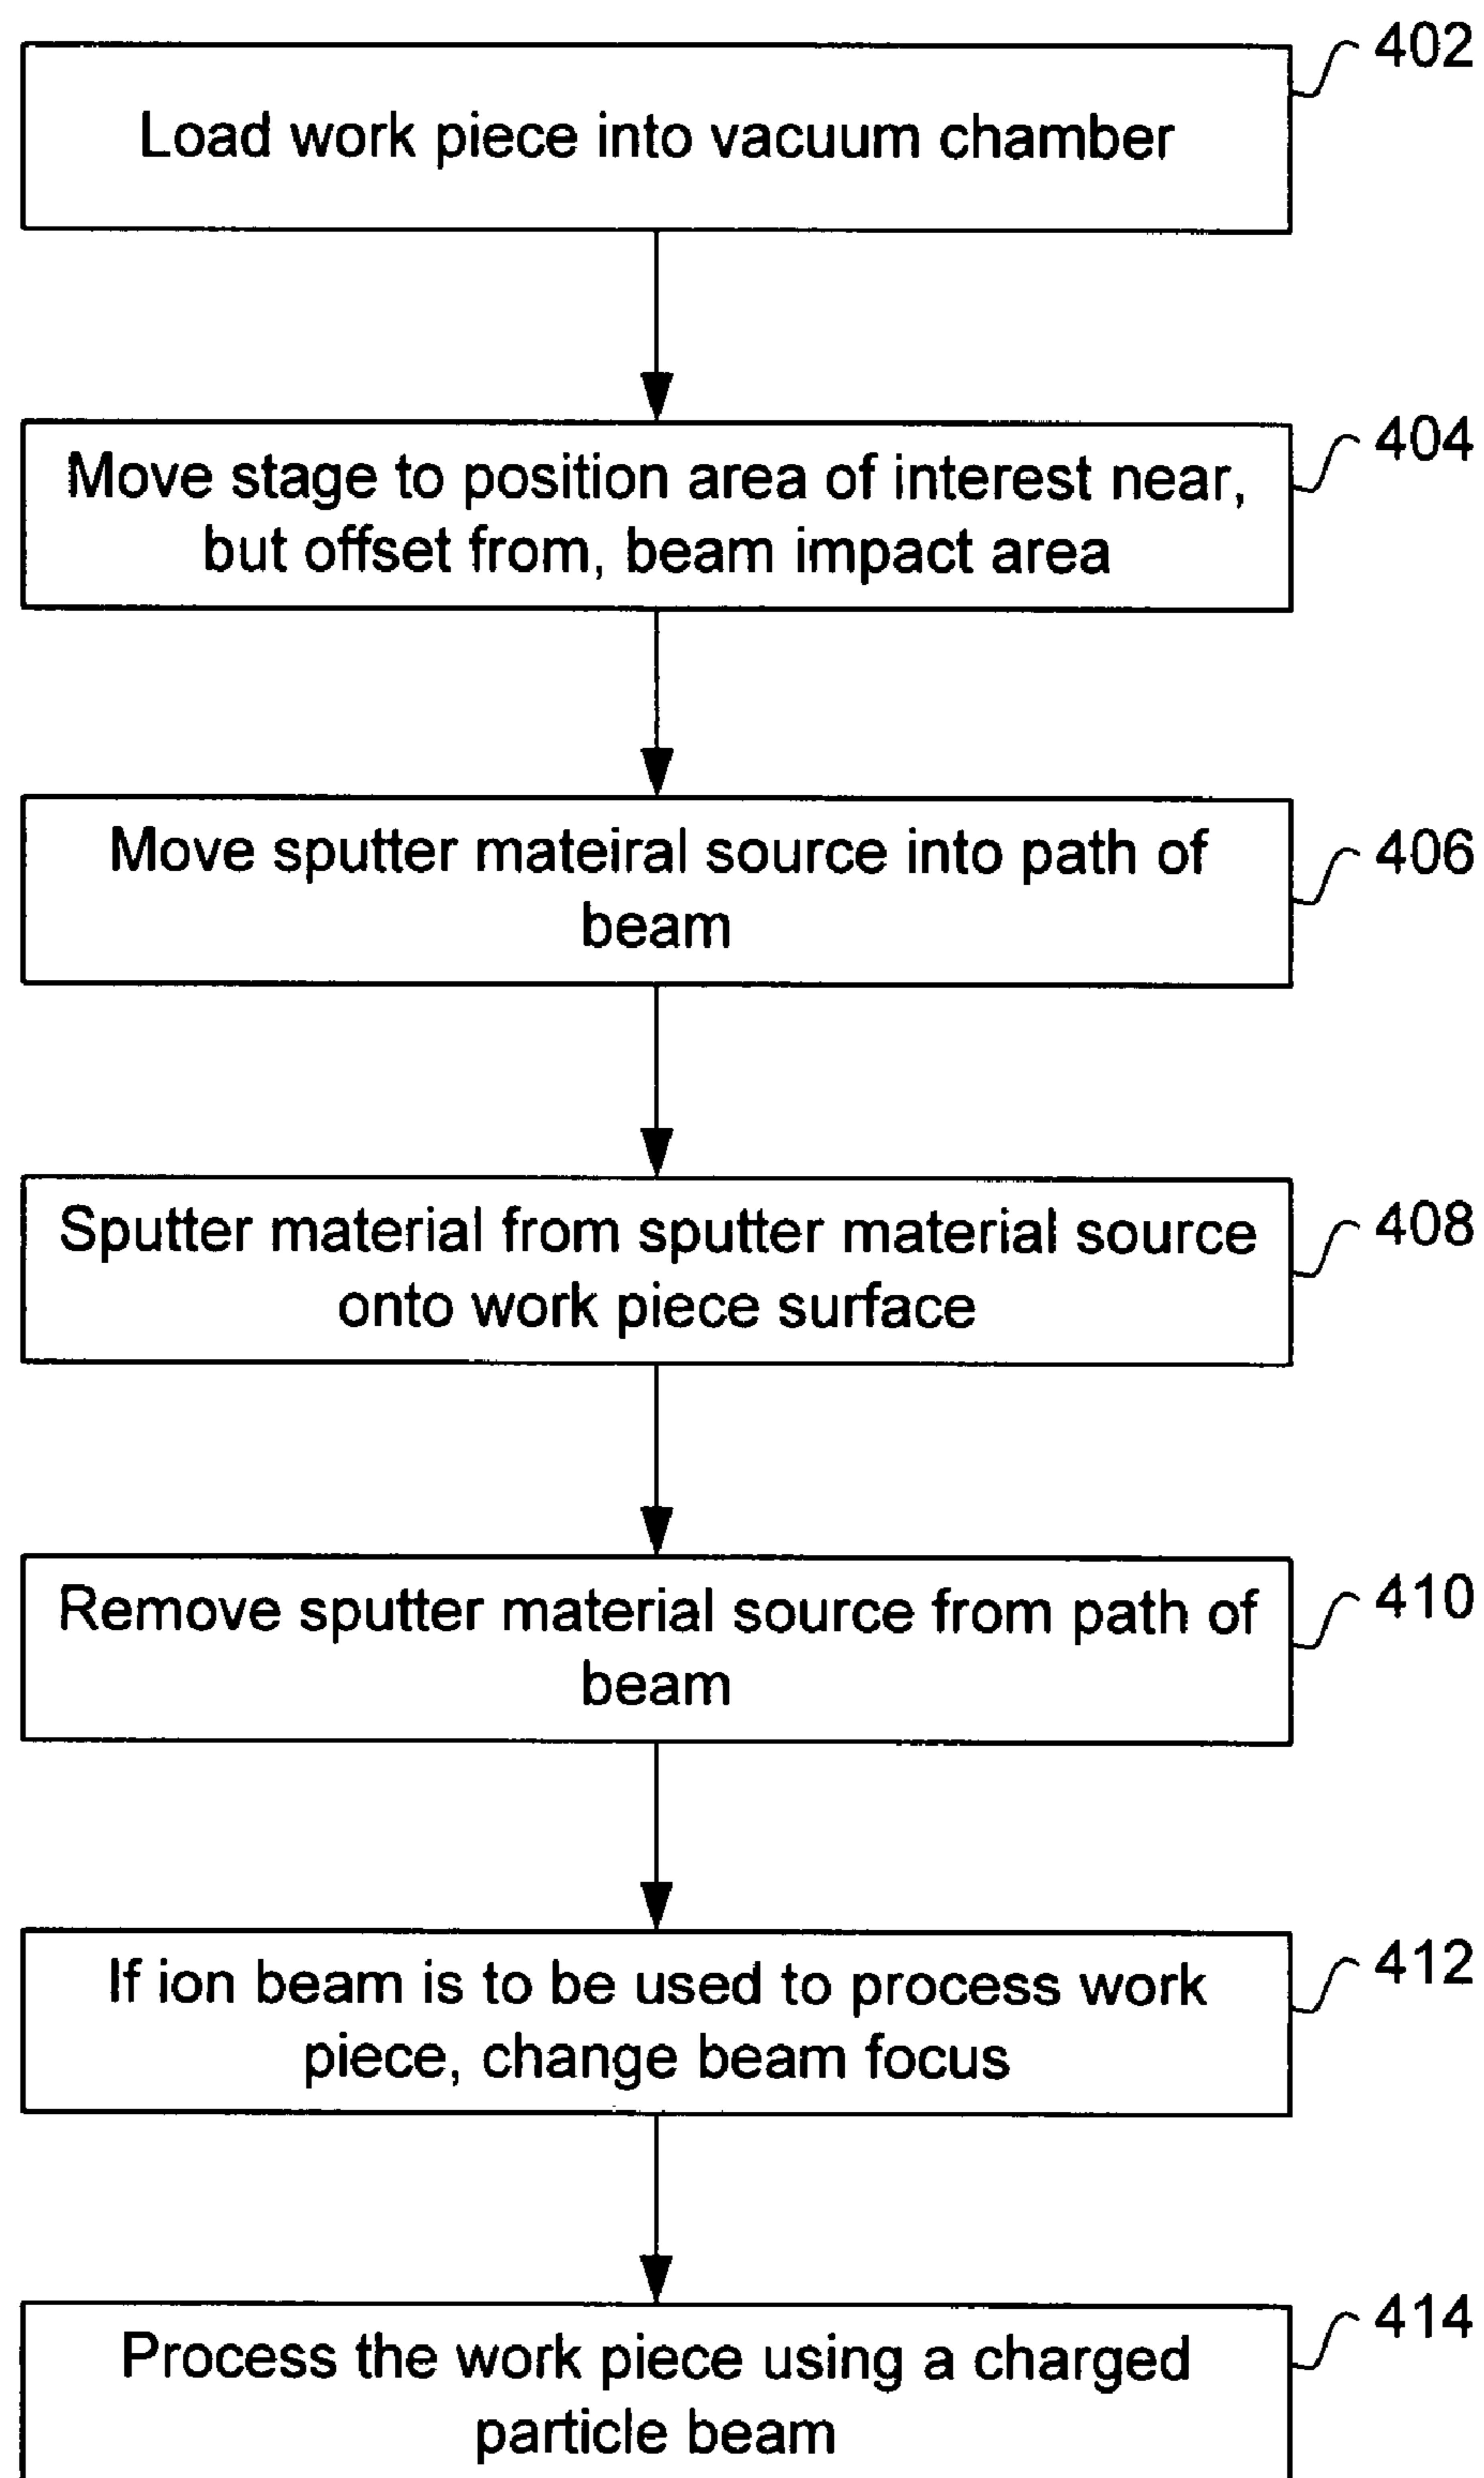 402
Load work piece into vacuum chamber
404
Move stage to position area of interest near,
but offset from, beam impact area
406
Move sputter mateiral source into path of
beam
408
Sputter material from sputter material source
onto work piece surface
410
Remove sputter material source from path of
beam
412
If ion beam is to be used to process work
piece, change beam focus
414
Process the work piece using a charged
particle beam